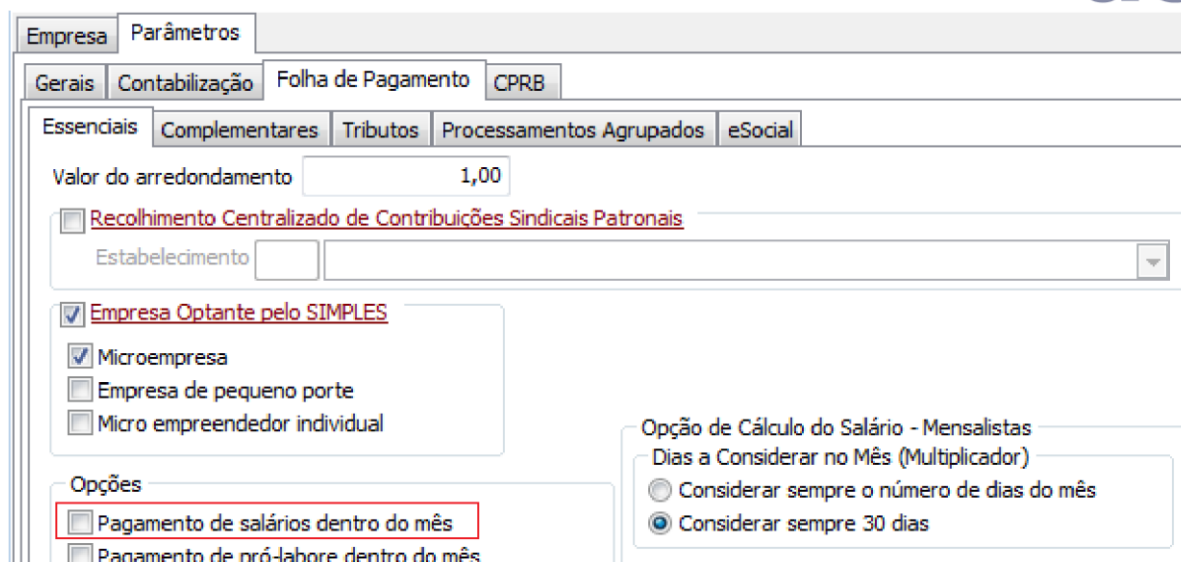 Empresa Parâmetros
Gerais Contabilização Folha de Pagamento CPRB
Essenciais Complementares Tributos Processamentos Agrupados eSocial
Valor do arredondamento 1,00
Recolhimento Centralizado de Contribuições Sindicais Patronais
Estabelecimento
Empresa Optante pelo SIMPLES
Microempresa
Empresa de pequeno porte
Micro empreendedor individual
Opção de Cálculo do Salário - Mensalistas
Dias a Considerar no Mês (Multiplicador)
Considerar sempre o número de dias do mês
Considerar sempre 30 dias
Opções
Pagamento de salários dentro do mês
Pagamento de pró-labore dentro do mês